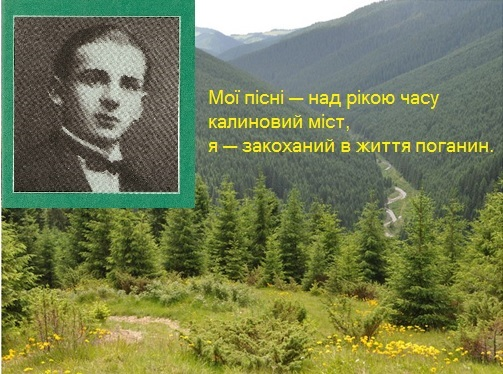 Мої пісні — над рікою часу
калиновий міст,
я — закоханий в життя поганин.